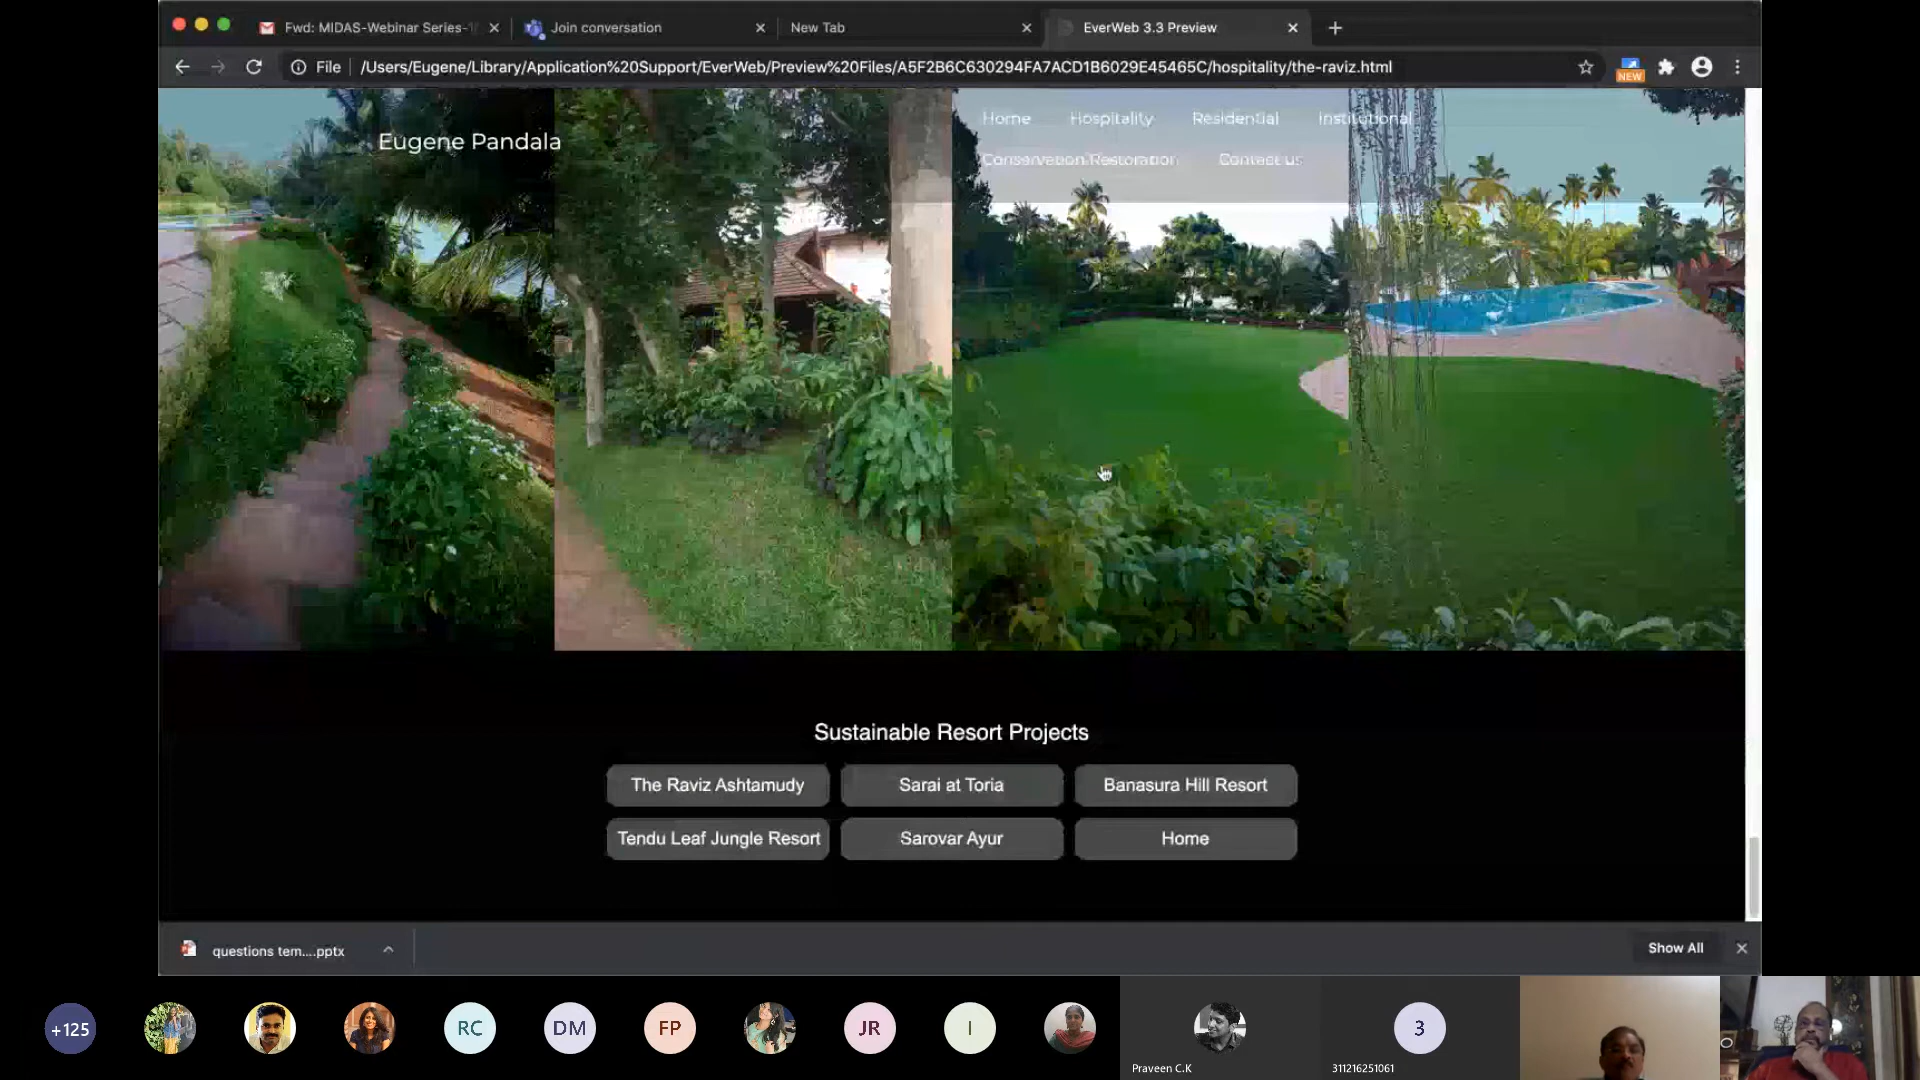 Fwd: MIDAS-Webinar Series-
Join conversation
New Tab
EverWeb 3.3 Preview
File
/Users/Eugene/Library/Application%20Support/EverWeb/Preview%20Files/A5F2B6C630294FA7ACD1B6029E45465C/hospitality/the-raviz.html
NEW
Eugene Pandala
Home Hospitality Residential Institutional
Conservation Restoration Contact us
Sustainable Resort Projects
The Raviz Ashtamudy Sarai at Toria Banasura Hill Resort
Tendu Leaf Jungle Resort Sarovar Ayur Home
questions tem....pptx
Show All
+125
RC
DM
FP
JR
I
3
Praveen C.K
311216251061